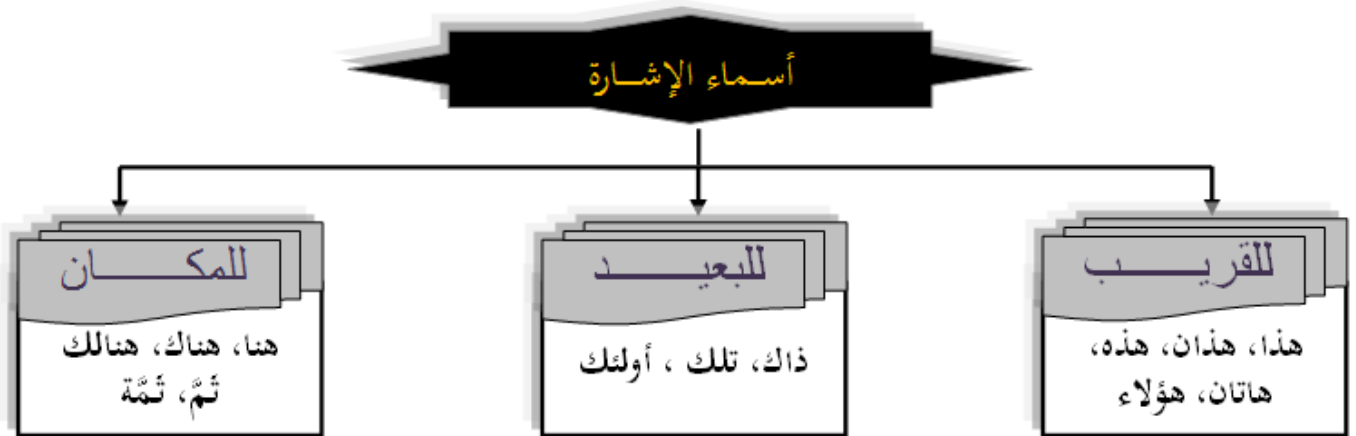 أسماء الإشارة
للقريب
هذا، هذان، هذه،
هاتان، هؤلاء
للبعيد
ذاك، تلك ، أولئك
للمكان
هنا، هناك، هنالك
ثَمَّ، ثَمَّة